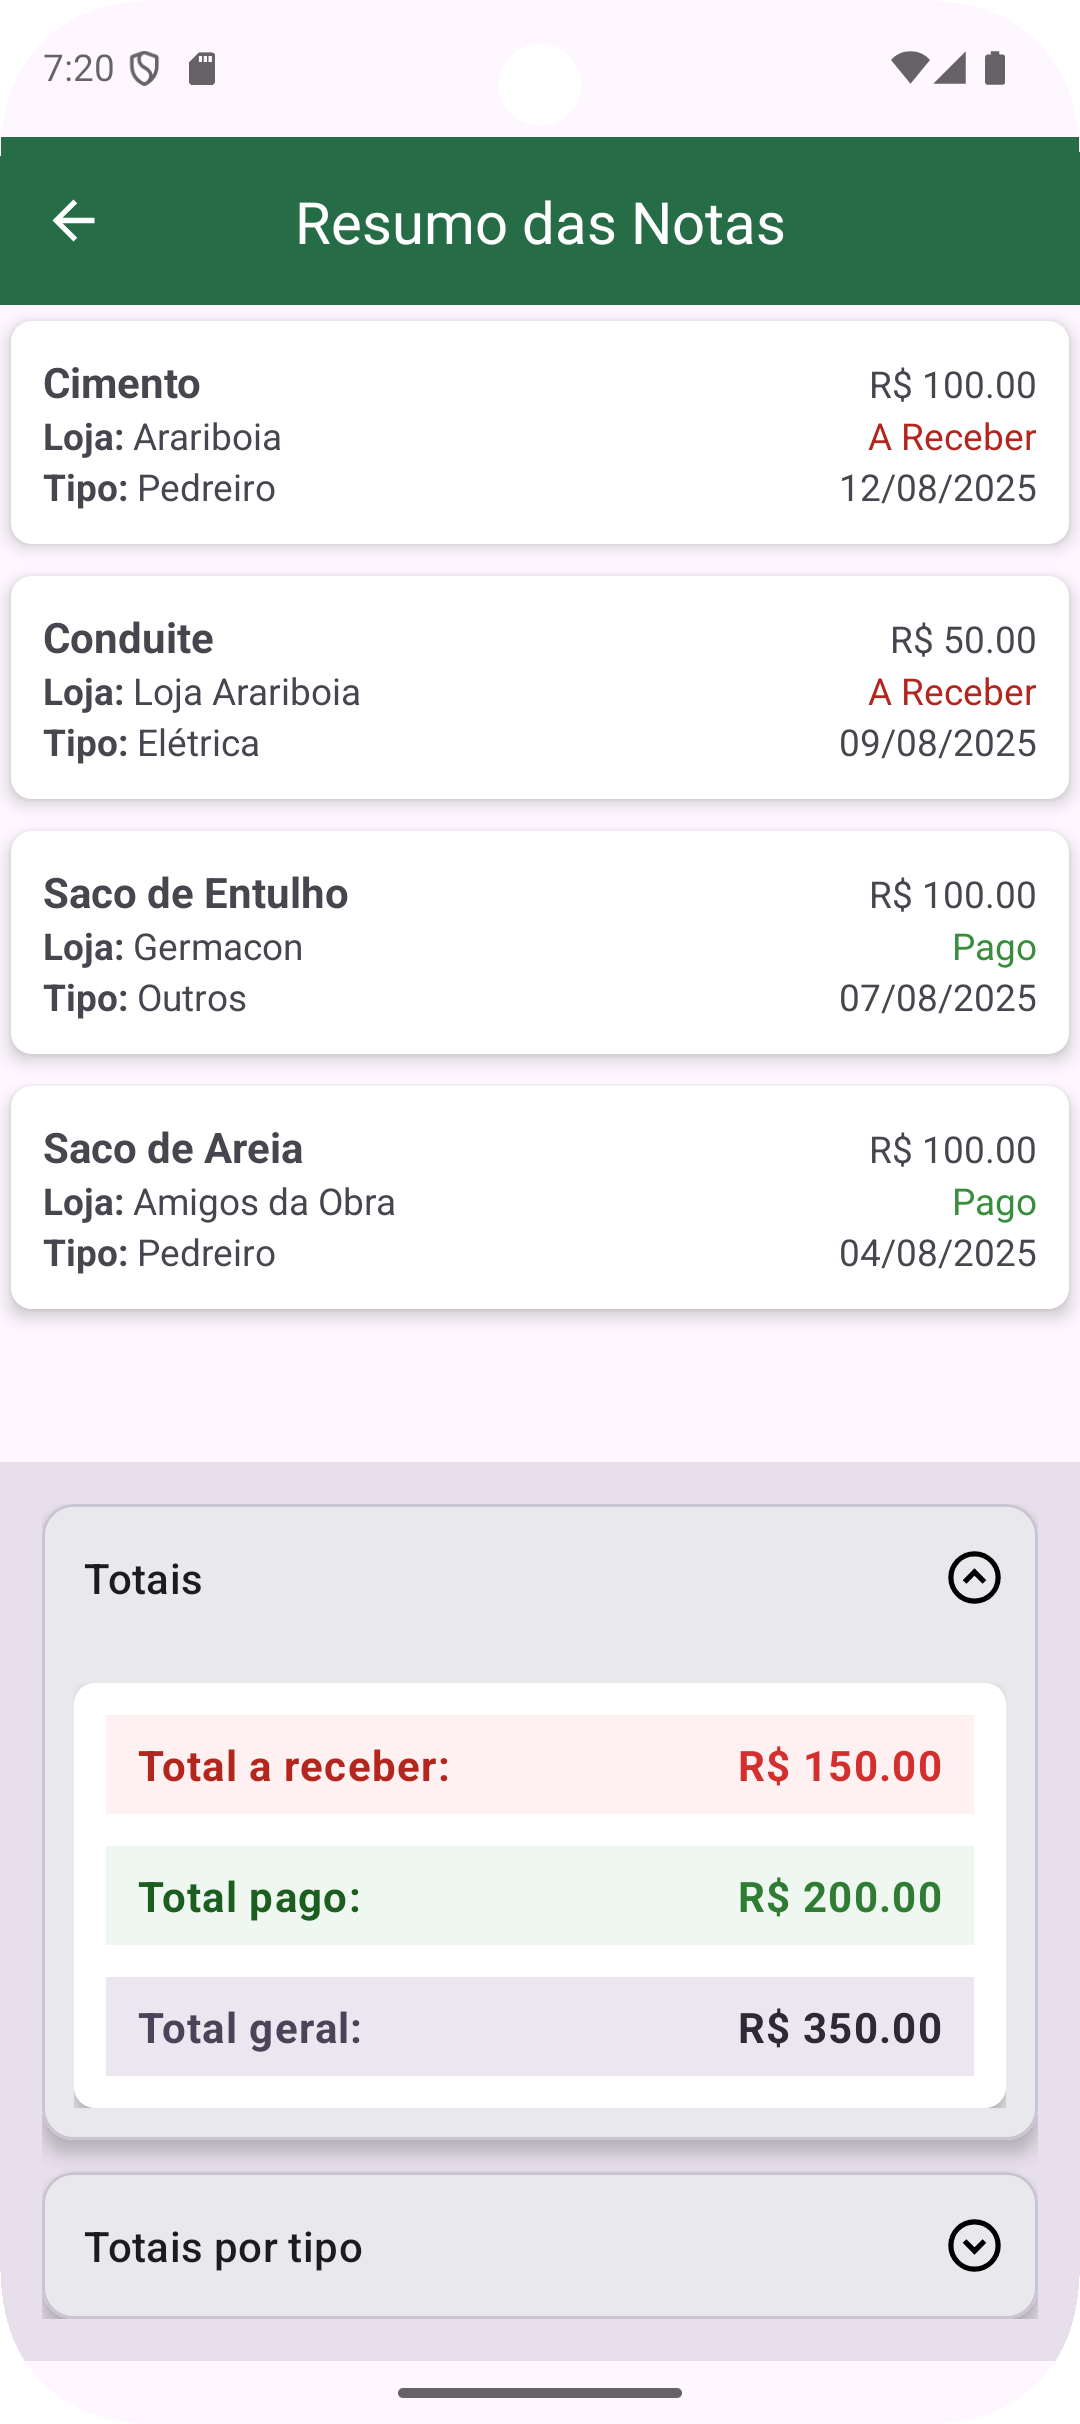 7:20
Resumo das Notas
Cimento R$ 100.00
Loja: Arariboia A Receber
Tipo: Pedreiro 12/08/2025
Conduite R$ 50.00
Loja: Loja Arariboia A Receber
Tipo: Elétrica 09/08/2025
Saco de Entulho R$ 100.00
Loja: Germacon Pago
Tipo: Outros 07/08/2025
Saco de Areia R$ 100.00
Loja: Amigos da Obra Pago
Tipo: Pedreiro 04/08/2025
Totais
Total a receber: R$ 150.00
Total pago: R$ 200.00
Total geral: R$ 350.00
Totais por tipo